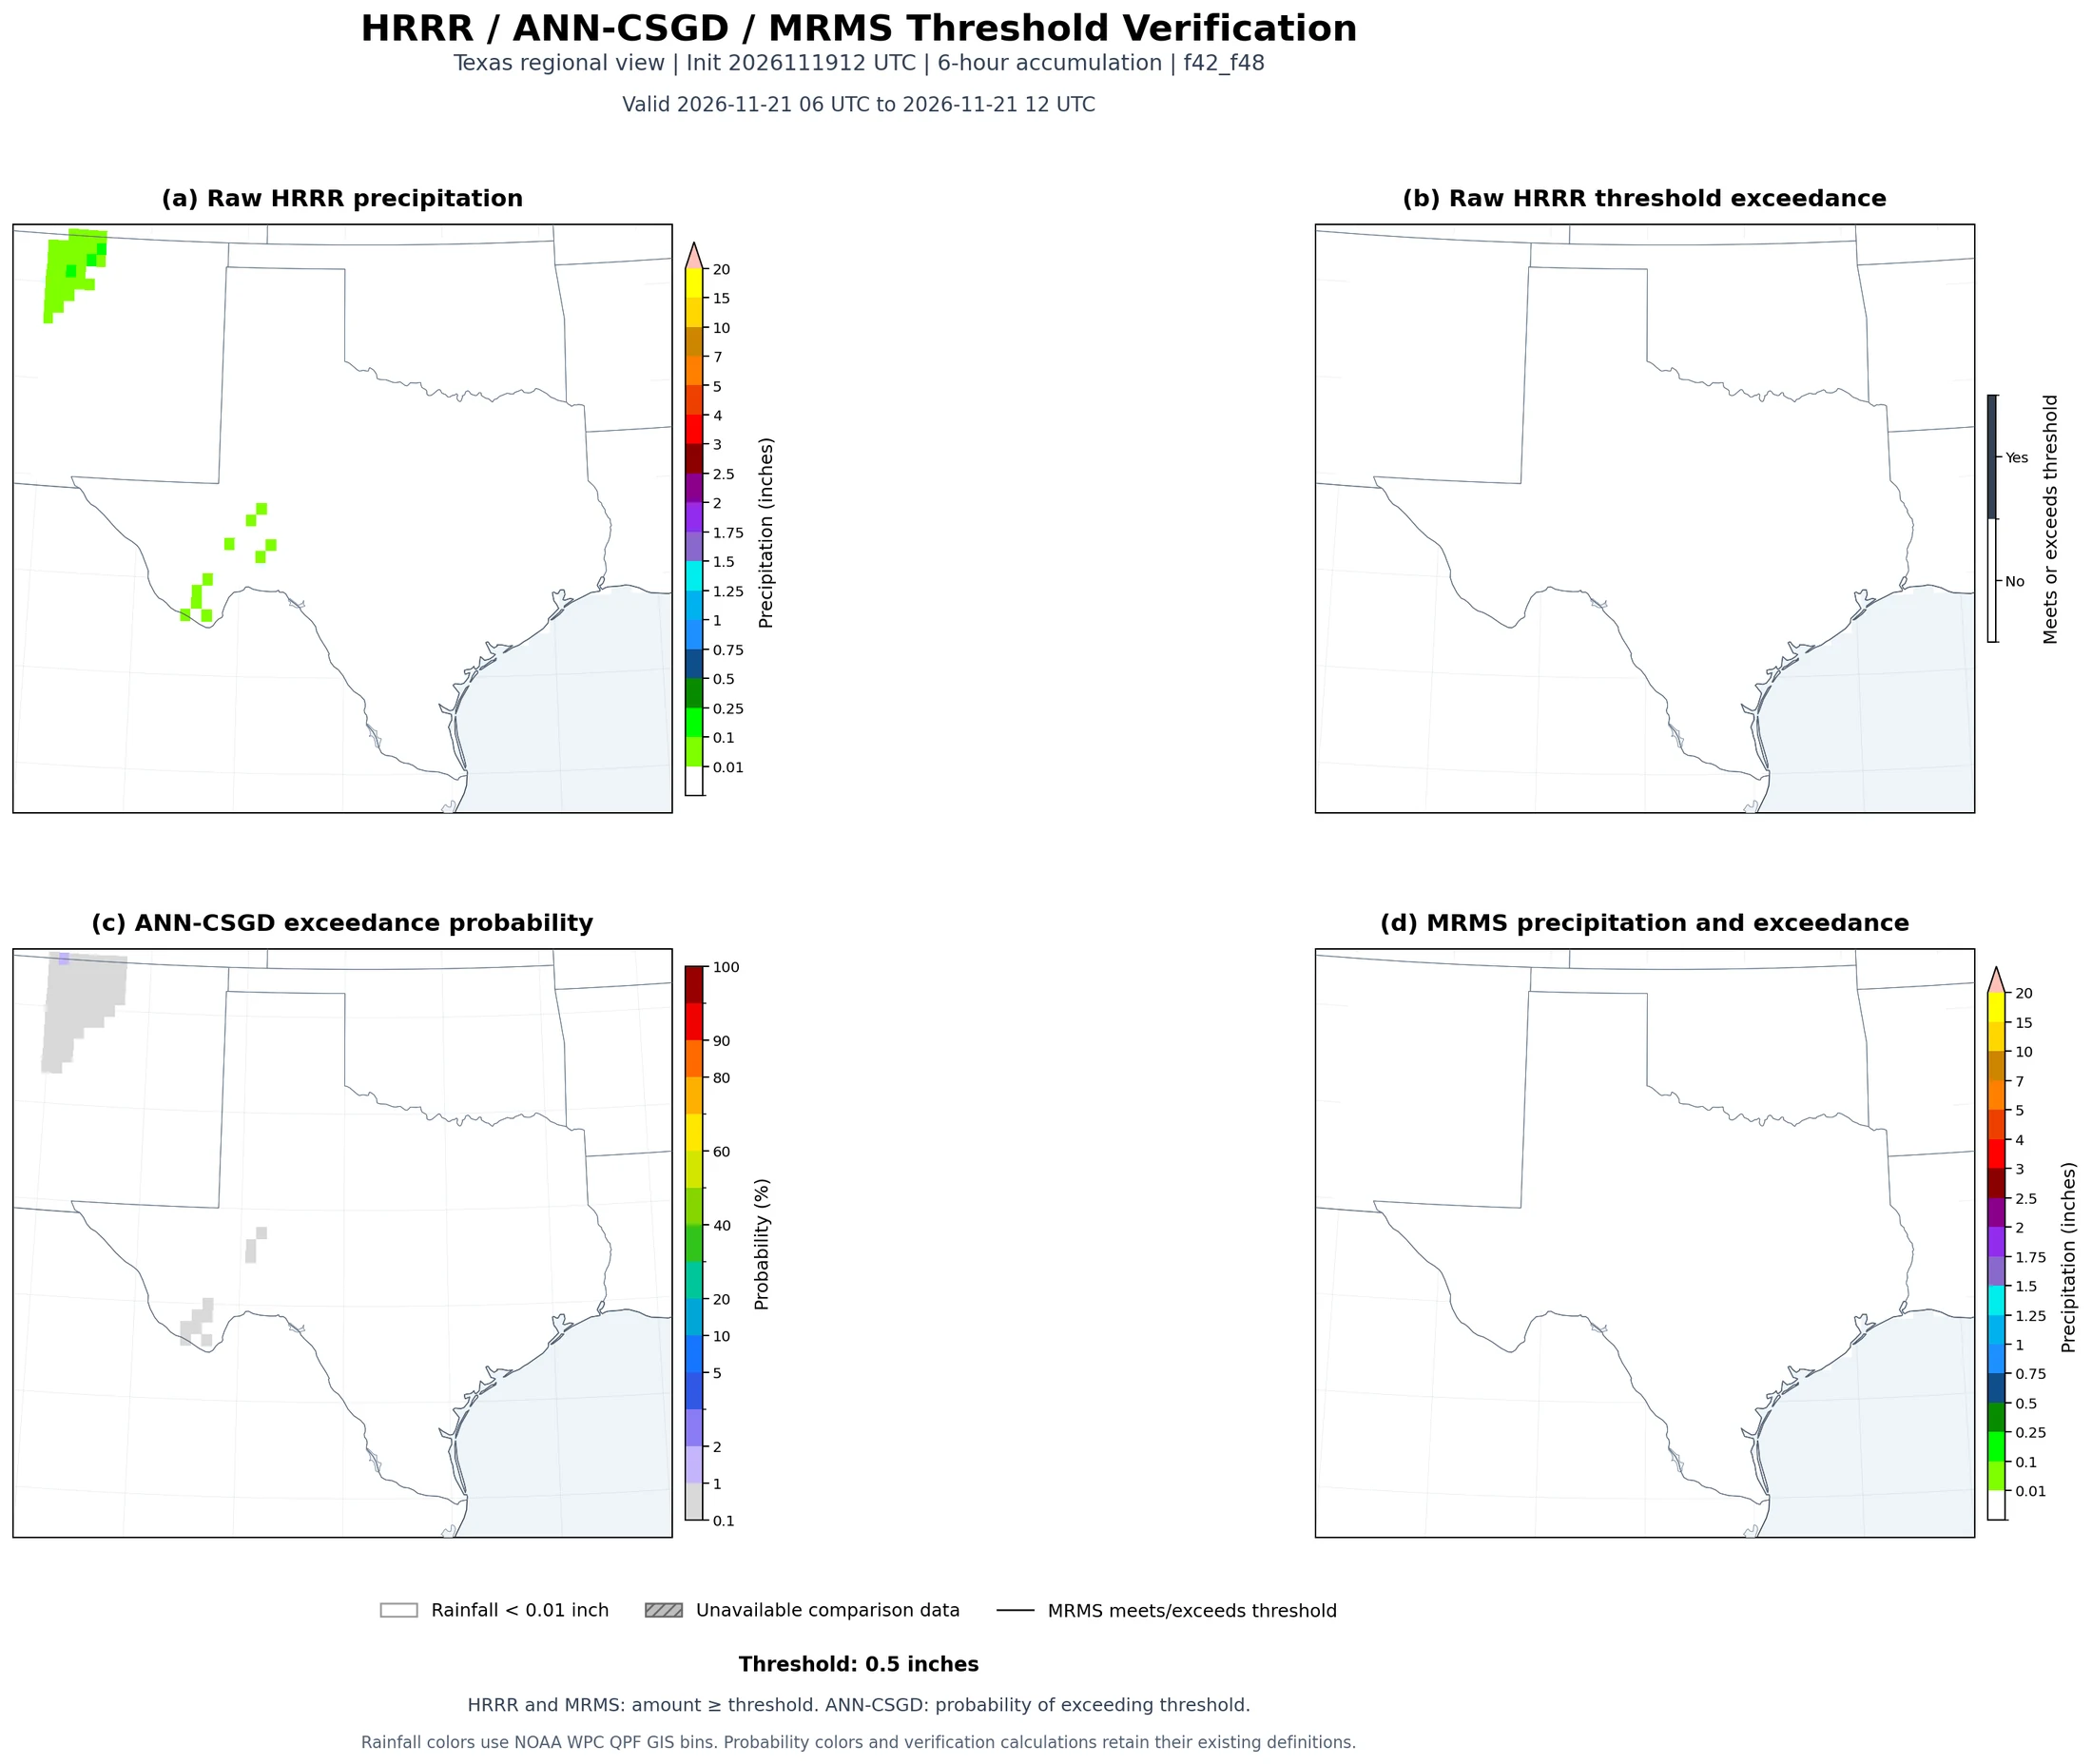 HRRR / ANN-CSGD / MRMS Threshold Verification
Texas regional view | Init 2026111912 UTC | 6-hour accumulation | f42_f48
Valid 2026-11-21 06 UTC to 2026-11-21 12 UTC
(a) Raw HRRR precipitation
20
15
10
7
5
4
3
2.5
2
1.75
1.5
1.25
1
0.75
0.5
0.25
0.1
0.01
Precipitation (inches)
(b) Raw HRRR threshold exceedance
Yes
No
Meets or exceeds threshold
(c) ANN-CSGD exceedance probability
100
90
80
60
40
20
10
5
2
1
0.1
Probability (%)
(d) MRMS precipitation and exceedance
20
15
10
7
5
4
3
2.5
2
1.75
1.5
1.25
1
0.75
0.5
0.25
0.1
0.01
Precipitation (inches)
Rainfall < 0.01 inch
Unavailable comparison data
MRMS meets/exceeds threshold
Threshold: 0.5 inches
HRRR and MRMS: amount ≥ threshold. ANN-CSGD: probability of exceeding threshold.
Rainfall colors use NOAA WPC QPF GIS bins. Probability colors and verification calculations retain their existing definitions.